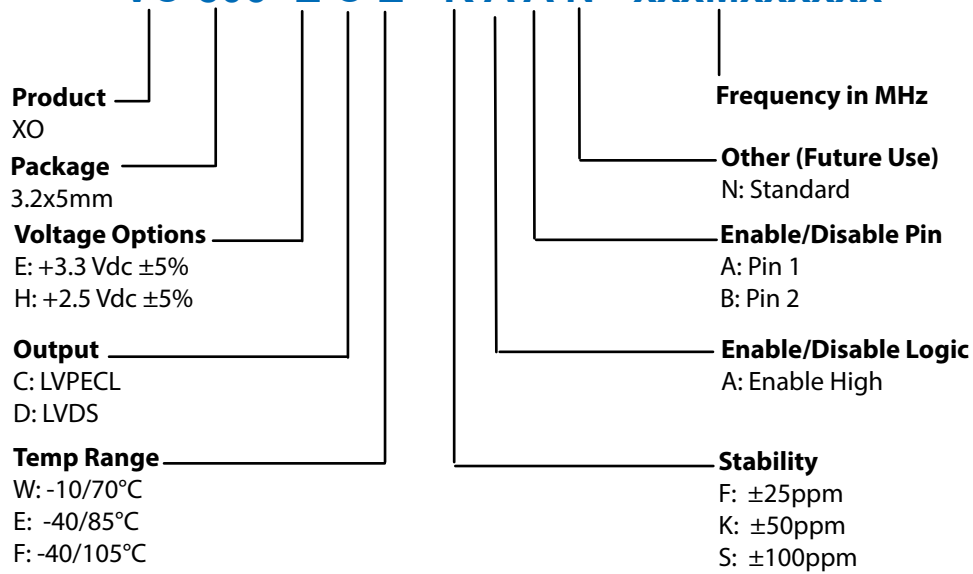 Product
XO
Package
3.2x5mm
Voltage Options
E: +3.3 Vdc ±5%
H: +2.5 Vdc ±5%
Output
C: LVPECL
D: LVDS
Temp Range
W: -10/70°C
E: -40/85°C
F: -40/105°C
Frequency in MHz
Other (Future Use)
N: Standard
Enable/Disable Pin
A: Pin 1
B: Pin 2
Enable/Disable Logic
A: Enable High
Stability
F: ±25ppm
K: ±50ppm
S: ±100ppm